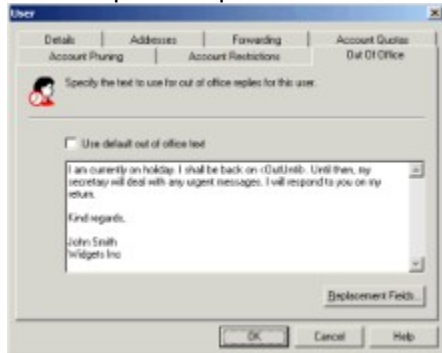 User
Details Addresses Forwarding Account Quotas
Account Pruning Account Restrictions Out Of Office
Specify the text to use for out of office replies for this user.
Use default out of office text
I am currently on holiday. I shall be back on <OutUntil>. Until then, my
secretary will deal with any urgent messages. I will respond to you on my
return.
Kind regards,
John Smith
Widgets Inc
Replacement Fields...
OK Cancel Help